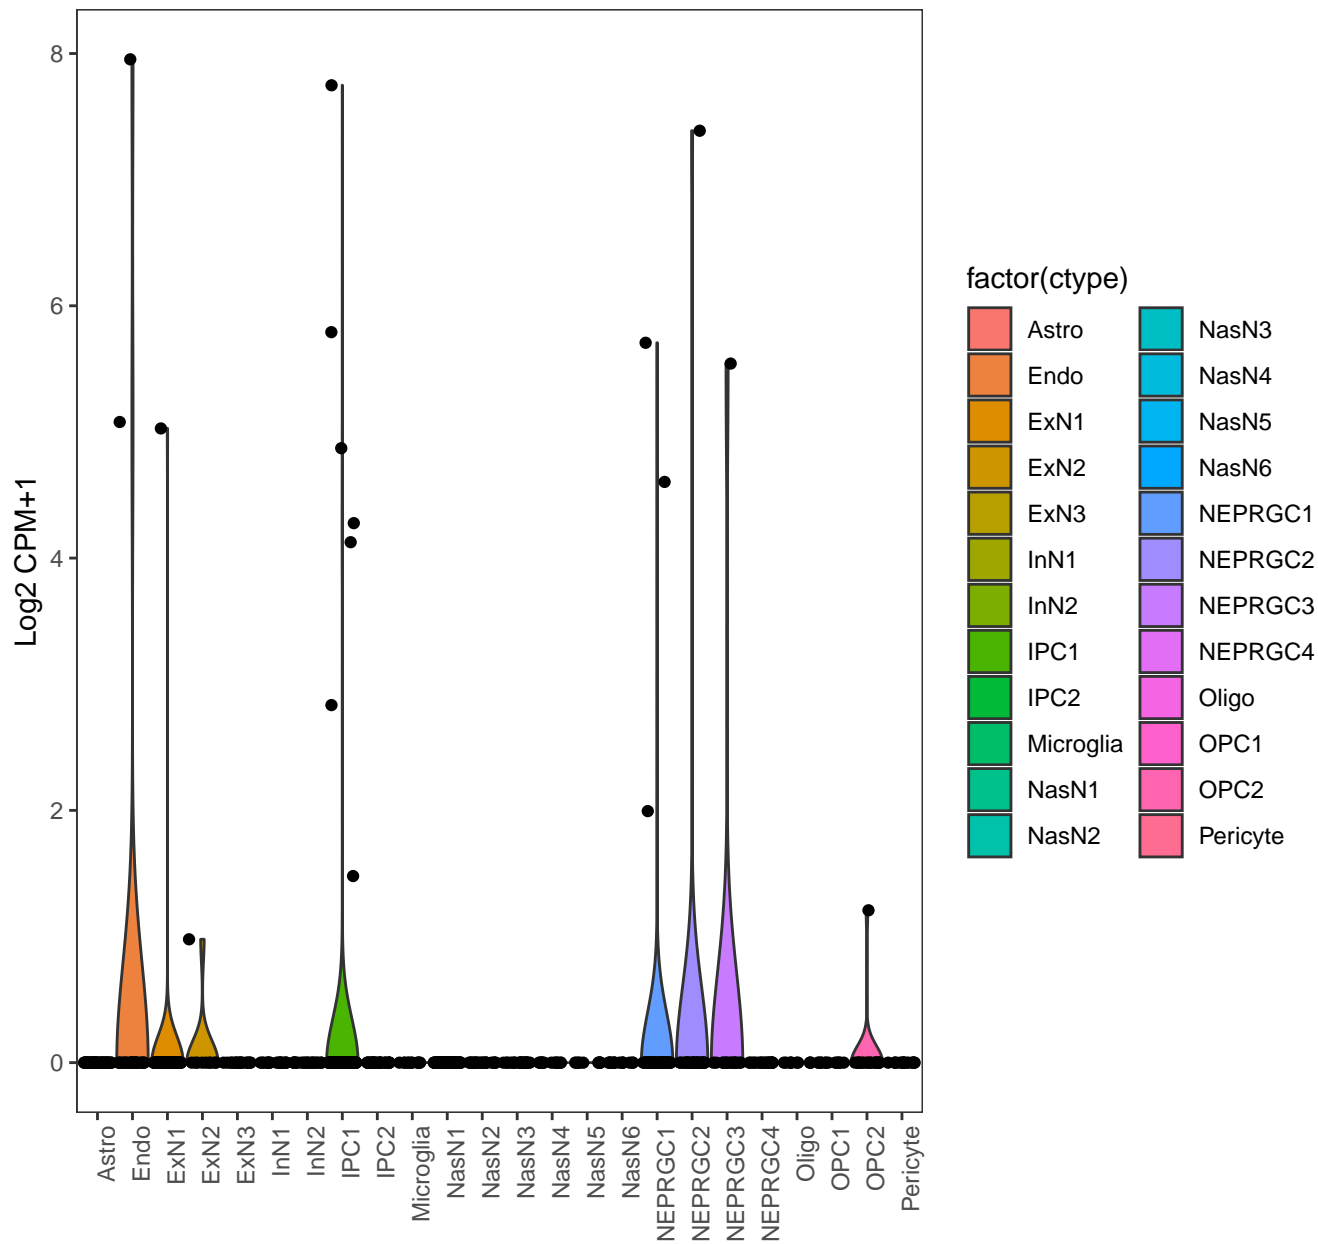 8
6
4
2
0
Log2 CPM+1
Astro
Endo
ExN1
ExN2
ExN3
InN1
InN2
IPC1
IPC2
Microglia
NasN1
NasN2
NasN3
NasN4
NasN5
NasN6
NEPRGC1
NEPRGC2
NEPRGC3
NEPRGC4
Oligo
OPC1
OPC2
Pericyte
factor(ctype)
Astro
Endo
ExN1
ExN2
ExN3
InN1
InN2
IPC1
IPC2
Microglia
NasN1
NasN2
NasN3
NasN4
NasN5
NasN6
NEPRGC1
NEPRGC2
NEPRGC3
NEPRGC4
Oligo
OPC1
OPC2
Pericyte